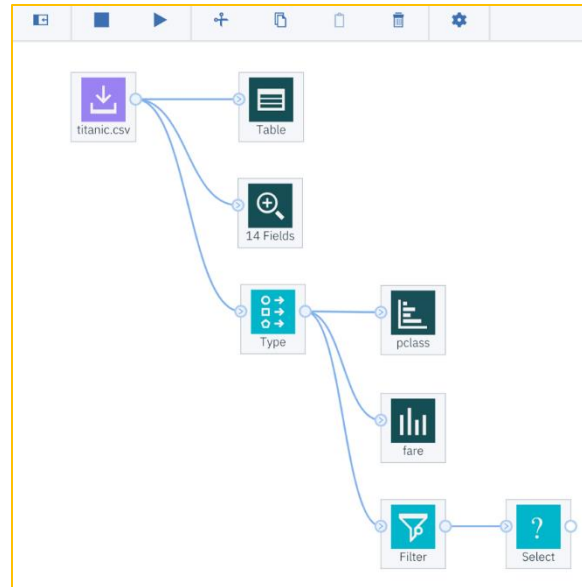 titanic.csv
Table
14 Fields
Type
pclass
fare
Filter
?
Select